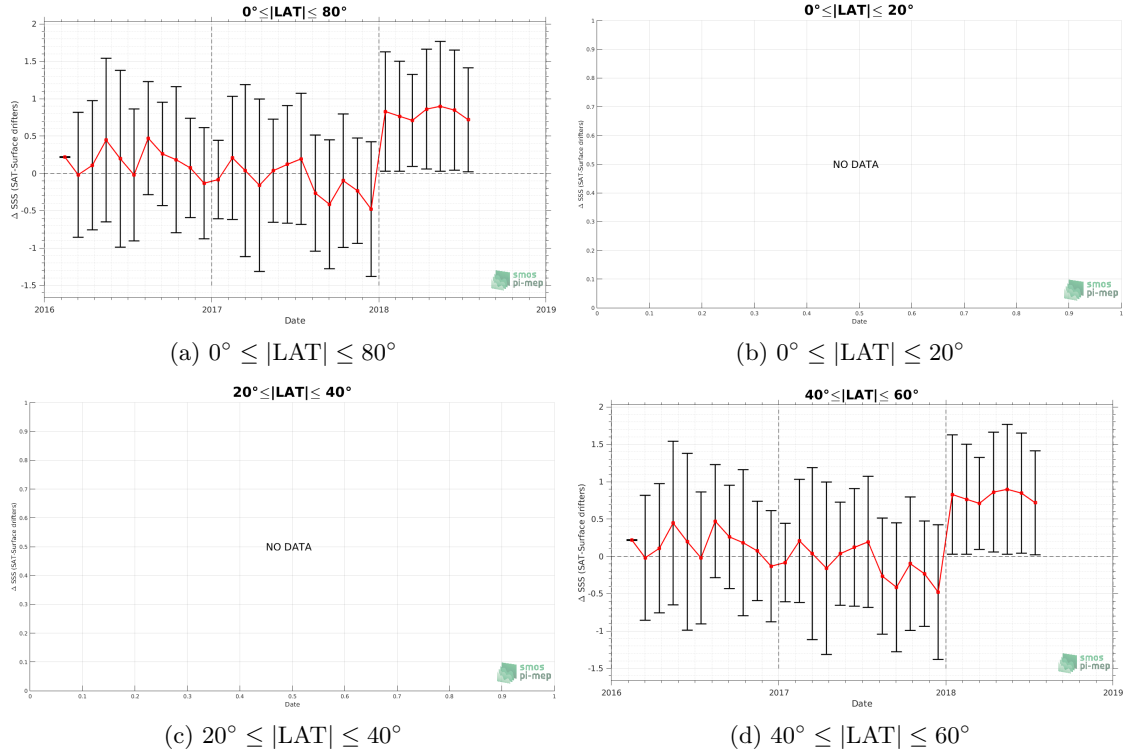 0°≤|LAT|≤ 80°
2
1.5
1
0.5
0
-0.5
-1
-1.5
Δ SSS (SAT-Surface drifters)
2016
2017
2018
2019
Date
smos
pi-mep
(a) 0° ≤ |LAT| ≤ 80°
0°≤|LAT|≤ 20°
1
0.9
0.8
0.7
0.6
0.5
0.4
0.3
0.2
0.1
0
Δ SSS (SAT-Surface drifters)
NO DATA
0
0.1
0.2
0.3
0.4
0.5
0.6
0.7
0.8
0.9
1
Date
smos
pi-mep
(b) 0° ≤ |LAT| ≤ 20°
20°≤|LAT|≤ 40°
1
0.9
0.8
0.7
0.6
0.5
0.4
0.3
0.2
0.1
0
Δ SSS (SAT-Surface drifters)
NO DATA
0
0.1
0.2
0.3
0.4
0.5
0.6
0.7
0.8
0.9
1
Date
smos
pi-mep
(c) 20° ≤ |LAT| ≤ 40°
40°≤|LAT|≤ 60°
2
1.5
1
0.5
0
-0.5
-1
-1.5
Δ SSS (SAT-Surface drifters)
2016
2017
2018
2019
Date
smos
pi-mep
(d) 40° ≤ |LAT| ≤ 60°